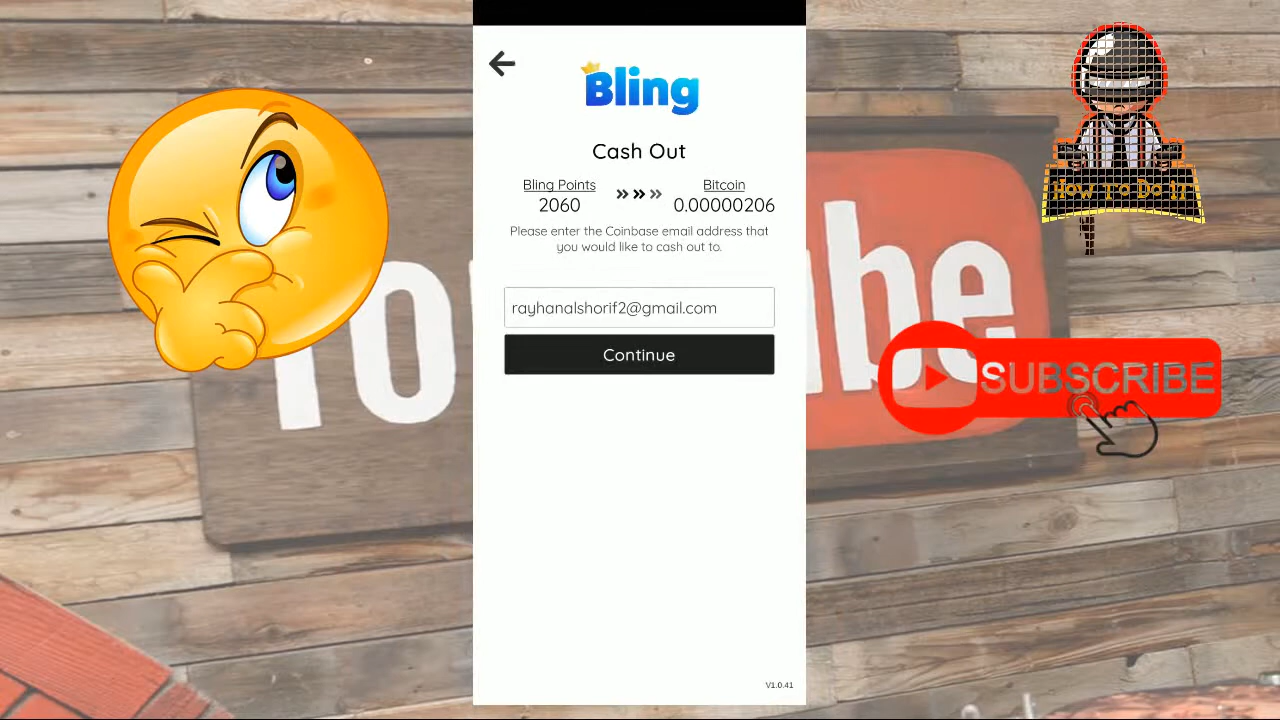 Bling
Cash Out
Bling Points
2060
Bitcoin
0.00000206
Please enter the Coinbase email address that
you would like to cash out to.
rayhanalshorif2@gmail.com
Continue
V1.0.41
How To Do It
SUBSCRIBE